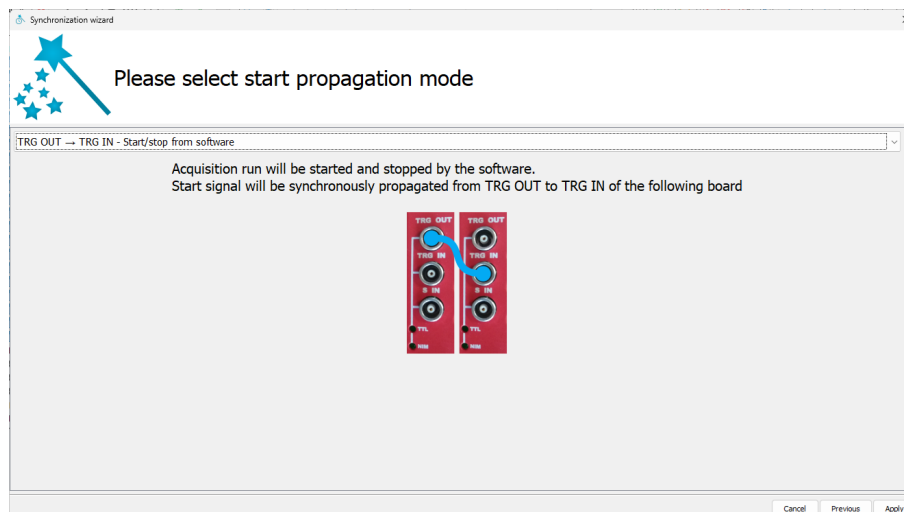 Synchronization wizard
Please select start propagation mode
TRG OUT → TRG IN - Start/stop from software
Acquisition run will be started and stopped by the software.
Start signal will be synchronously propagated from TRG OUT to TRG IN of the following board
TRG OUT TRG OUT
TRG IN TRG IN
S IN S IN
TTL TTL
NIM NIM
Cancel Previous Apply